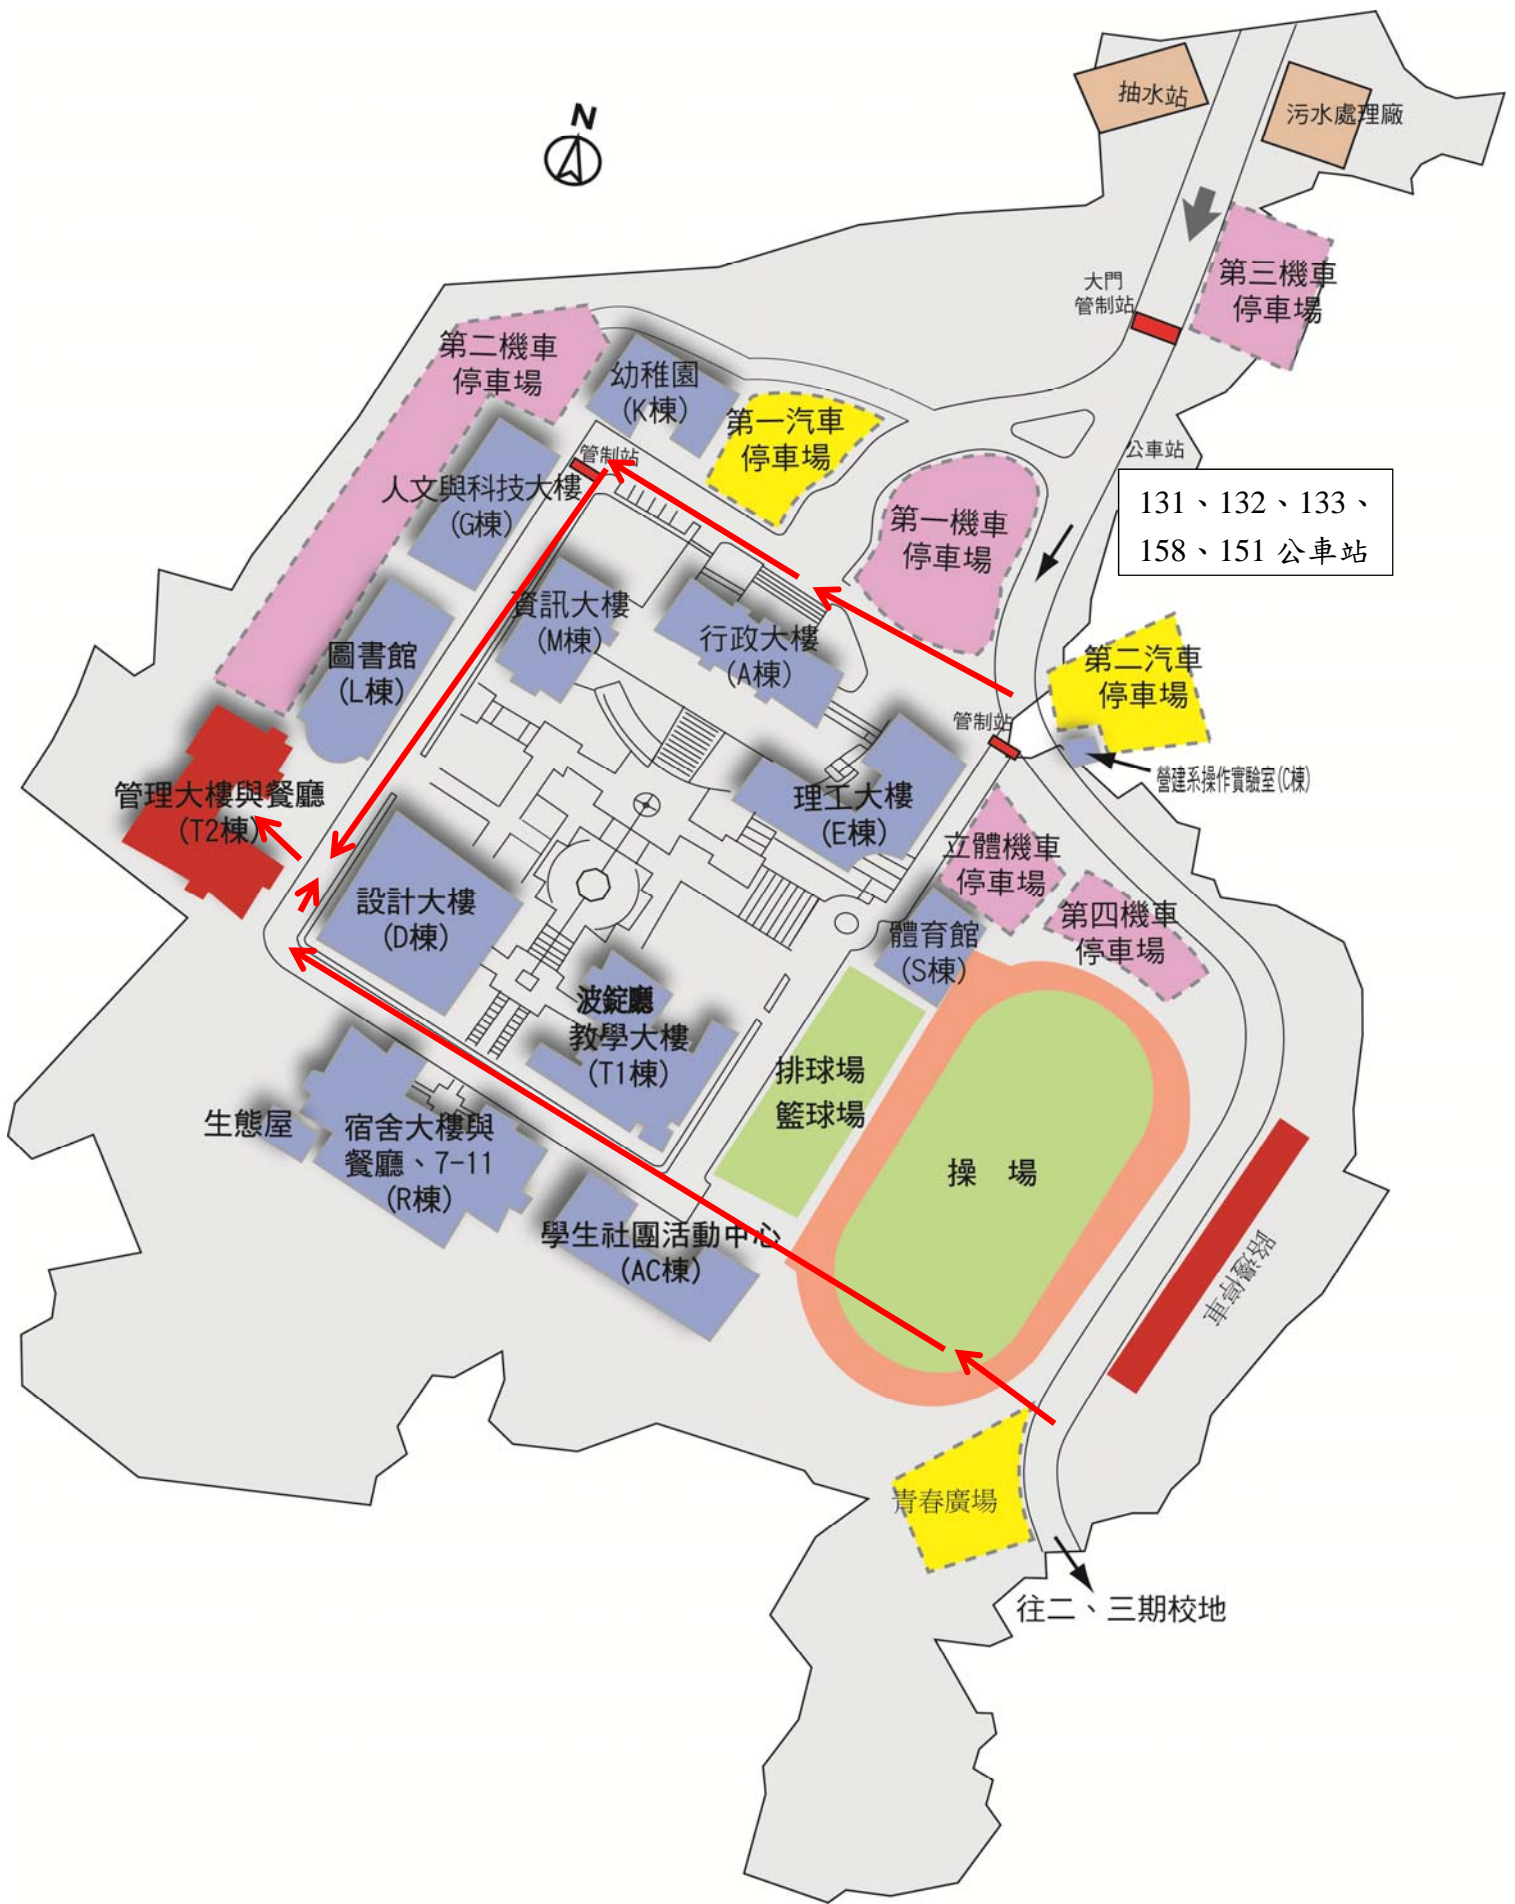 抽水站
污水處理廠
N
第三機車
停車場
大門
管制站
第二機車
停車場
幼稚園
(K棟)
第一汽車
停車場
公車站
管制站
人文與科技大樓
(G棟)
131、132、133、
158、151 公車站
第一機車
停車場
資訊大樓
(M棟)
行政大樓
(A棟)
圖書館
(L棟)
第二汽車
停車場
管制站
營建系操作實驗室(C棟)
管理大樓與餐廳
(T2棟)
理工大樓
(E棟)
立體機車
停車場
設計大樓
(D棟)
第四機車
停車場
體育館
(S棟)
波錠廳
教學大樓
(T1棟)
排球場
籃球場
生態屋
宿舍大樓與
餐廳、7-11
(R棟)
操 場
學生社團活動中心
(AC棟)
路邊停車
青春廣場
往二、三期校地